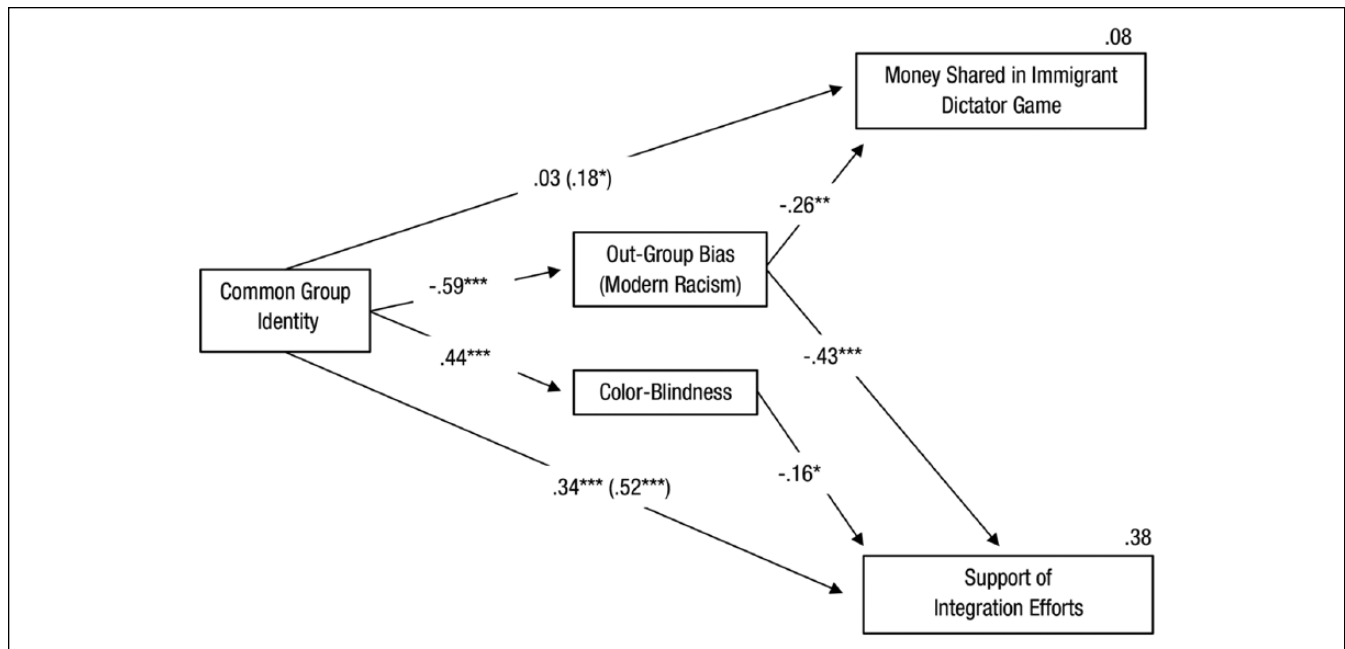 .08
Money Shared in Immigrant
Dictator Game
.03 (.18*)
-.26**
Out-Group Bias
(Modern Racism)
-.59***
Common Group
Identity
.44***
-.43***
Color-Blindness
-.16*
.34*** (.52***)
.38
Support of
Integration Efforts